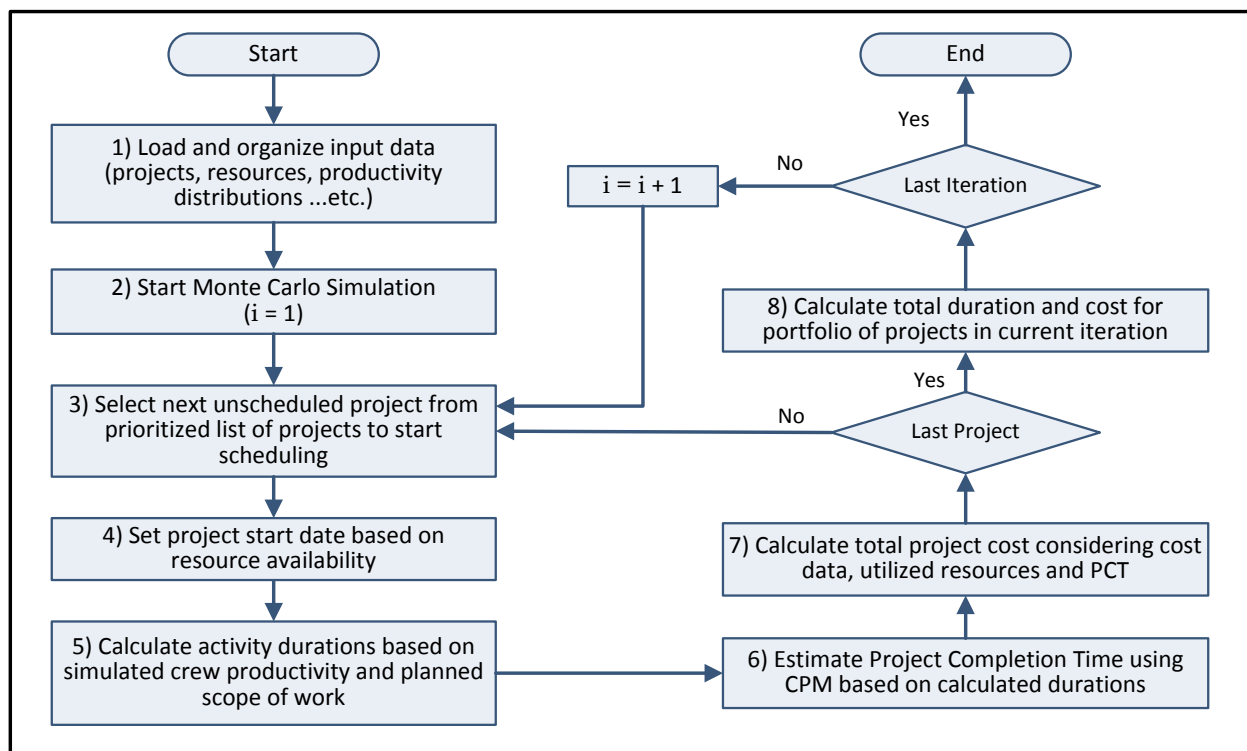 Start
1) Load and organize input data
(projects, resources, productivity
distributions ...etc.)
2) Start Monte Carlo Simulation
(i = 1)
3) Select next unscheduled project from
prioritized list of projects to start
scheduling
4) Set project start date based on
resource availability
5) Calculate activity durations based on
simulated crew productivity and planned
scope of work
6) Estimate Project Completion Time using
CPM based on calculated durations
7) Calculate total project cost considering cost
data, utilized resources and PCT
Last Project
No
Yes
8) Calculate total duration and cost for
portfolio of projects in current iteration
Last Iteration
No
i = i + 1
Yes
End